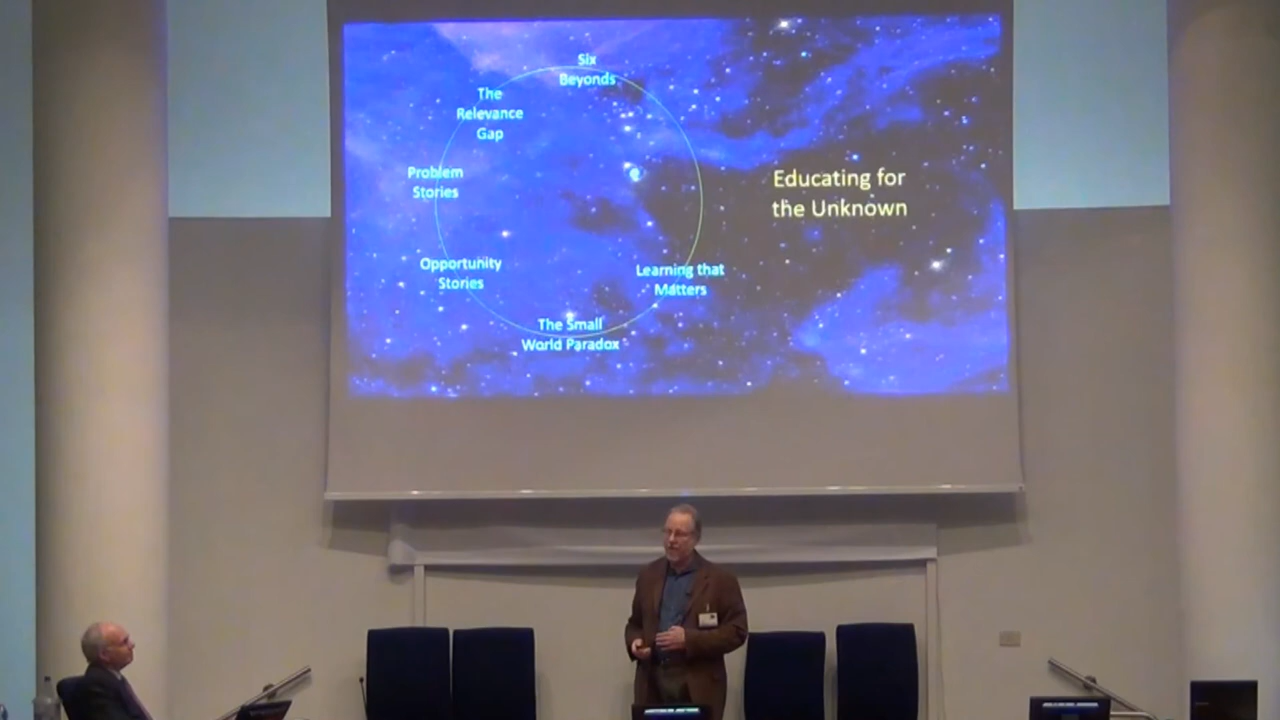 Six
Beyonds
The
Relevance
Gap
Problem
Stories
Opportunity
Stories
The Small
World Paradox
Learning that
Matters
Educating for
the Unknown